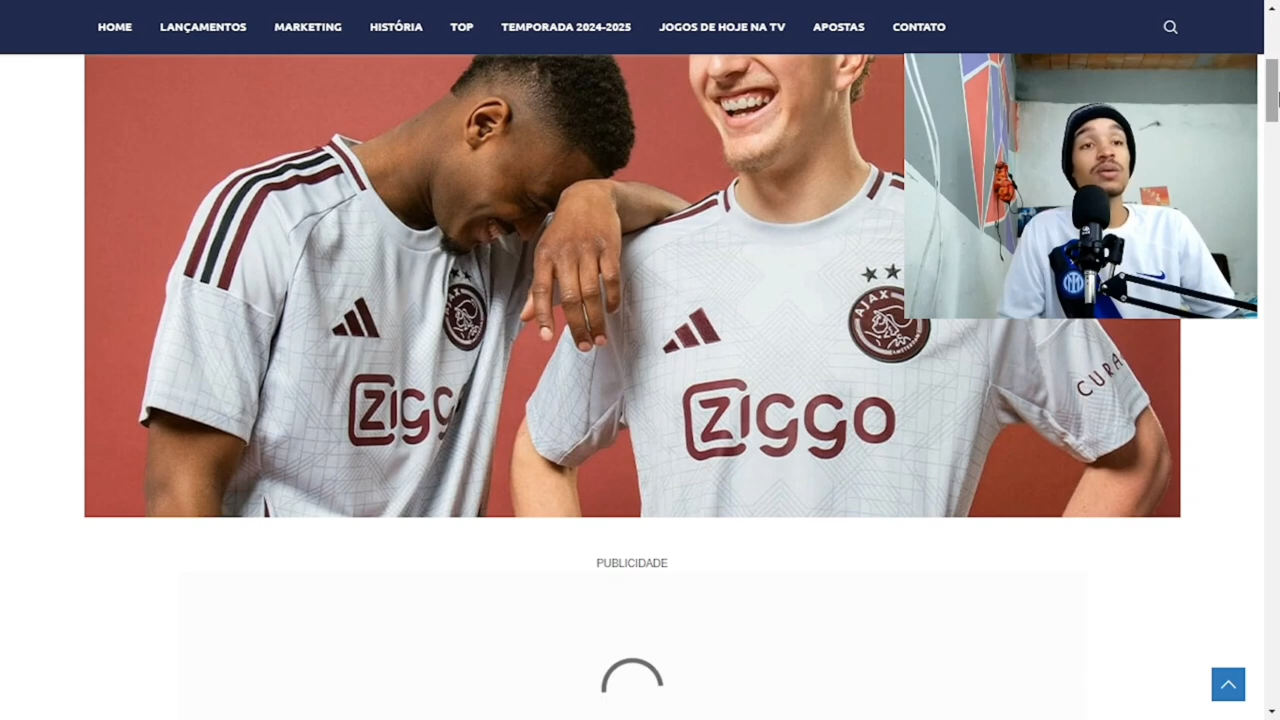 HOME LANÇAMENTOS MARKETING HISTÓRIA TOP TEMPORADA 2024-2025 JOGOS DE HOJE NA TV APOSTAS CONTATO
AJAX
ziggo
ziggo
CURA
PUBLICIDADE